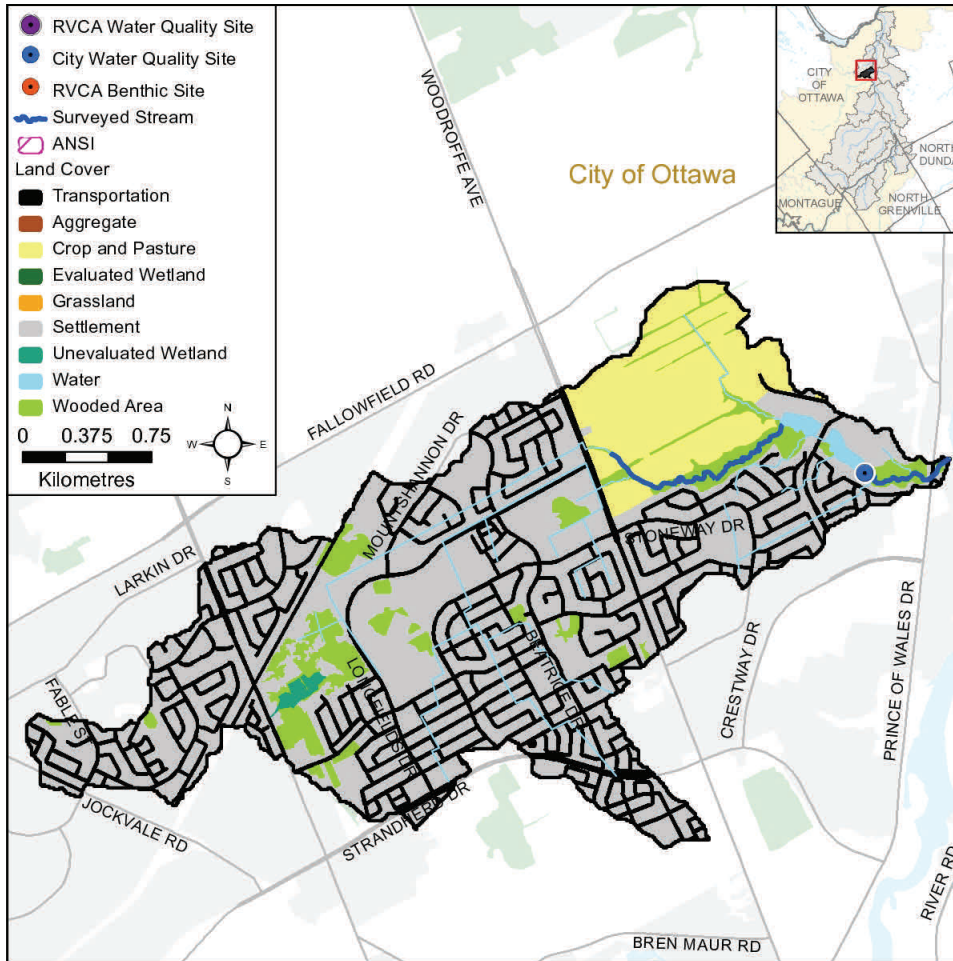 RVCA Water Quality Site
City Water Quality Site
RVCA Benthic Site
Surveyed Stream
ANSI
Land Cover
Transportation
Aggregate
Crop and Pasture
Evaluated Wetland
Grassland
Settlement
Unevaluated Wetland
Water
Wooded Area
0 0.375 0.75
Kilometres
N
W
E
S
CITY
OF
OTTAWA
NORTH
DUNDA
MONTAGUE
NORTH
GRENVILLE
City of Ottawa
WOODROFFE AVE
FALLOWFIELD RD
MOUNTSHANNON DR
LARKIN DR
STONEWAY DR
FABLE S
LONGFIELDS DR
BEATRICE DR
CRESTWAY DR
PRINCE OF WALES DR
JOCKVALE RD
STRANDHERD DR
RIVER RD
BREN MAUR RD